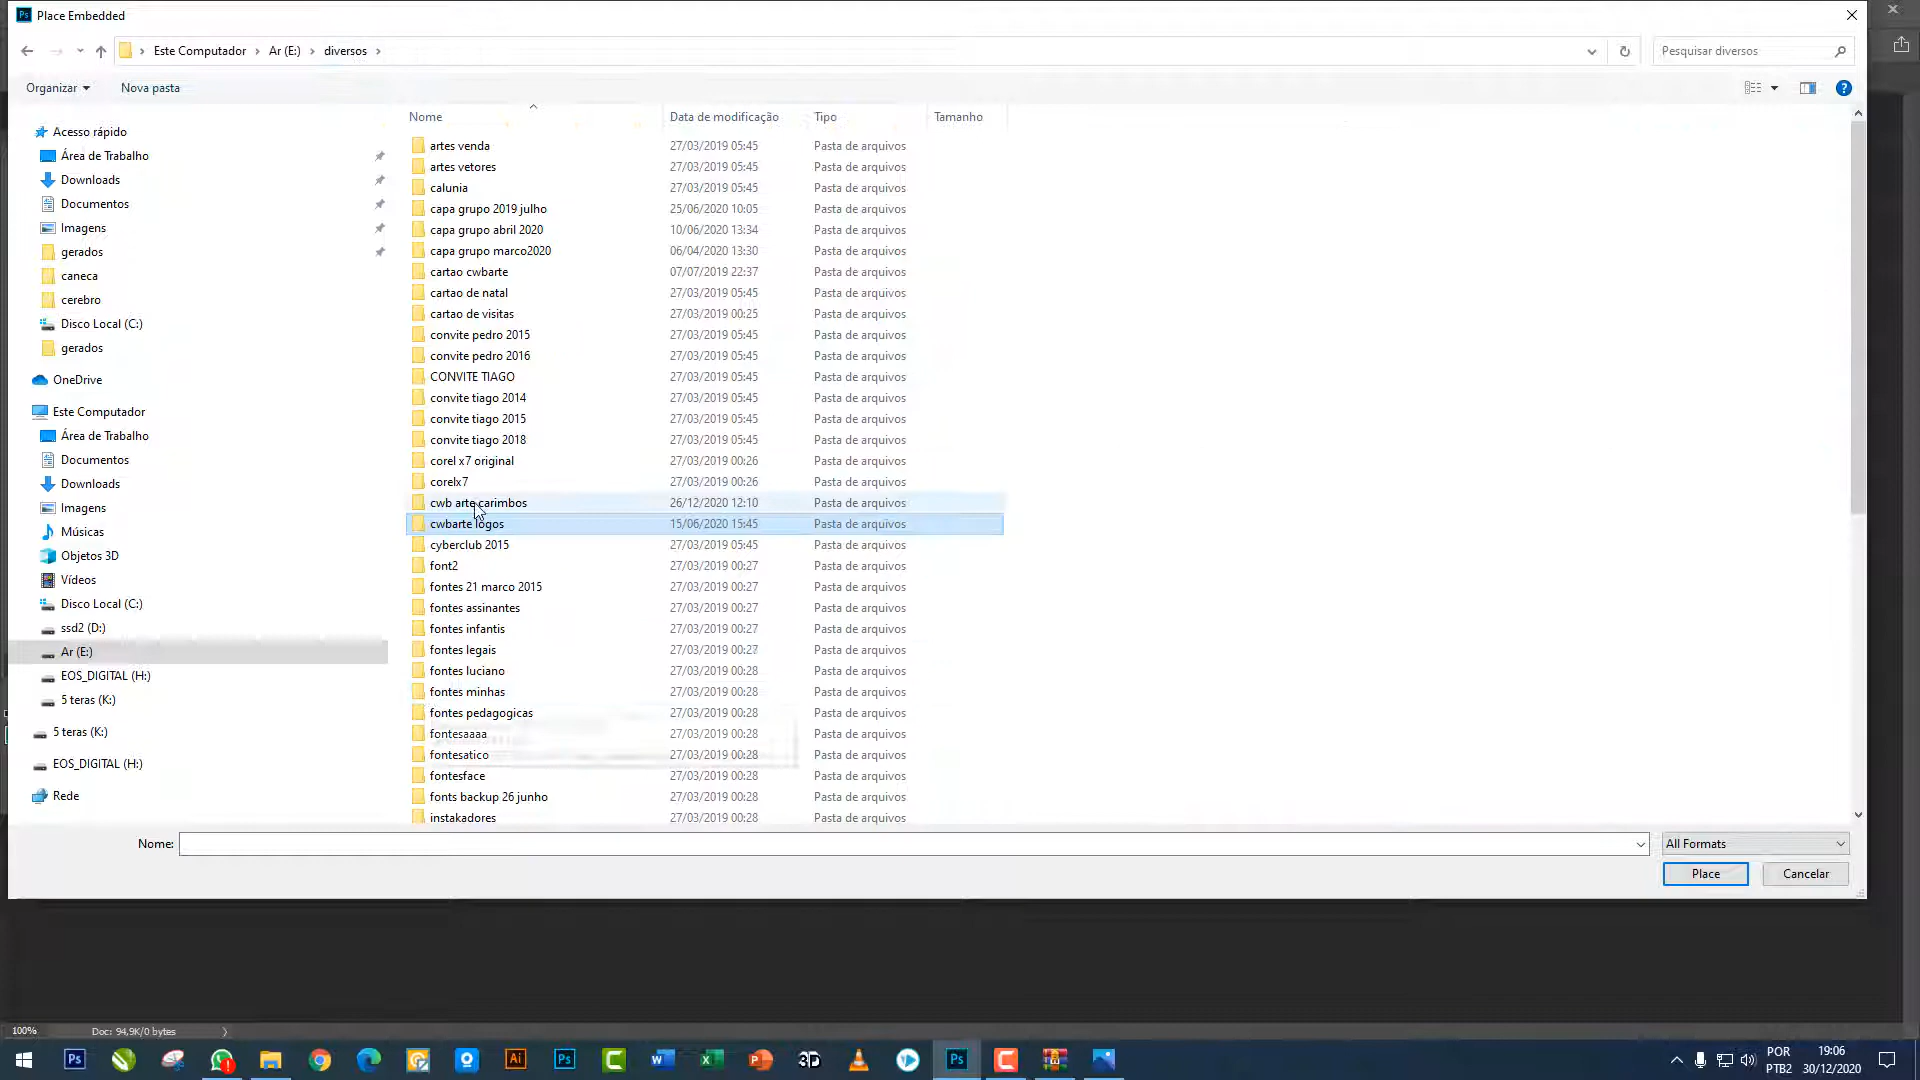 Place Embedded
Este Computador Ar (E:) diversos
Pesquisar diversos
Organizar Nova pasta
Nome Data de modificação Tipo Tamanho
Acesso rápido
Área de Trabalho
Downloads
Documentos
Imagens
gerados
caneca
cerebro
Disco Local (C:)
gerados
OneDrive
Este Computador
Área de Trabalho
Documentos
Downloads
Imagens
Músicas
Objetos 3D
Vídeos
Disco Local (C:)
ssd2 (D:)
Ar (E:)
EOS_DIGITAL (H:)
5 teras (K:)
5 teras (K:)
EOS_DIGITAL (H:)
Rede
artes venda 27/03/2019 05:45 Pasta de arquivos
artes vetores 27/03/2019 05:45 Pasta de arquivos
calunia 27/03/2019 05:45 Pasta de arquivos
capa grupo 2019 julho 25/06/2020 10:05 Pasta de arquivos
capa grupo abril 2020 10/06/2020 13:34 Pasta de arquivos
capa grupo marco2020 06/04/2020 13:30 Pasta de arquivos
cartao cwbarte 07/07/2019 22:37 Pasta de arquivos
cartao de natal 27/03/2019 05:45 Pasta de arquivos
cartao de visitas 27/03/2019 00:25 Pasta de arquivos
convite pedro 2015 27/03/2019 05:45 Pasta de arquivos
convite pedro 2016 27/03/2019 05:45 Pasta de arquivos
CONVITE TIAGO 27/03/2019 05:45 Pasta de arquivos
convite tiago 2014 27/03/2019 05:45 Pasta de arquivos
convite tiago 2015 27/03/2019 05:45 Pasta de arquivos
convite tiago 2018 27/03/2019 05:45 Pasta de arquivos
corel x7 original 27/03/2019 00:26 Pasta de arquivos
corelx7 27/03/2019 00:26 Pasta de arquivos
cwb arte carimbos 26/12/2020 12:10 Pasta de arquivos
cwbarte logos 15/06/2020 15:45 Pasta de arquivos
cyberclub 2015 27/03/2019 05:45 Pasta de arquivos
font2 27/03/2019 00:27 Pasta de arquivos
fontes 21 marco 2015 27/03/2019 00:27 Pasta de arquivos
fontes assinantes 27/03/2019 00:27 Pasta de arquivos
fontes infantis 27/03/2019 00:27 Pasta de arquivos
fontes legais 27/03/2019 00:27 Pasta de arquivos
fontes luciano 27/03/2019 00:28 Pasta de arquivos
fontes minhas 27/03/2019 00:28 Pasta de arquivos
fontes pedagogicas 27/03/2019 00:28 Pasta de arquivos
fontesaaaa 27/03/2019 00:28 Pasta de arquivos
fontesatico 27/03/2019 00:28 Pasta de arquivos
fontesface 27/03/2019 00:28 Pasta de arquivos
fonts backup 26 junho 27/03/2019 00:28 Pasta de arquivos
instakadores 27/03/2019 00:28 Pasta de arquivos
Nome: All Formats
Place Cancelar
100% Doc: 94,9K/0 bytes
POR 19:06
PTB2 30/12/2020